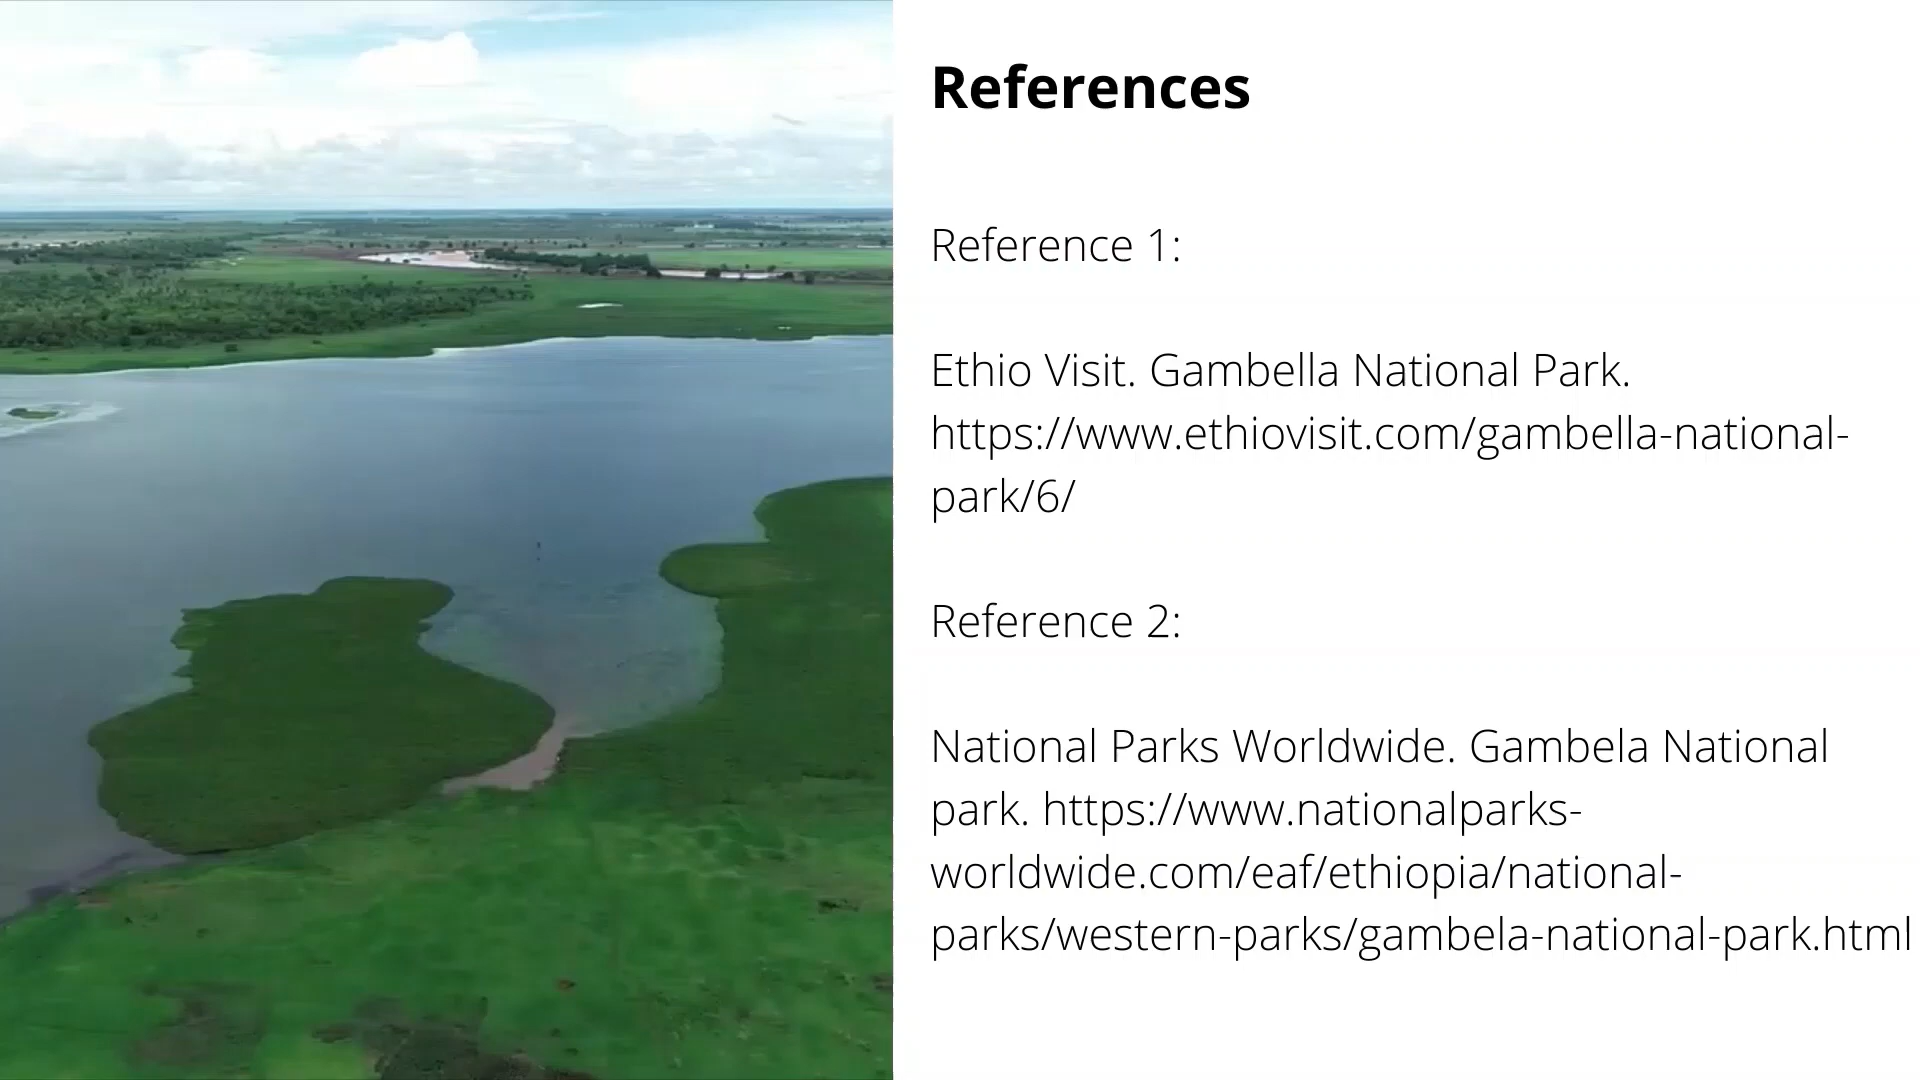 References
Reference 1:
Ethio Visit. Gambella National Park.
https://www.ethiovisit.com/gambella-national-
park/6/
Reference 2:
National Parks Worldwide. Gambela National
park. https://www.nationalparks-
worldwide.com/eaf/ethiopia/national-
parks/western-parks/gambela-national-park.html